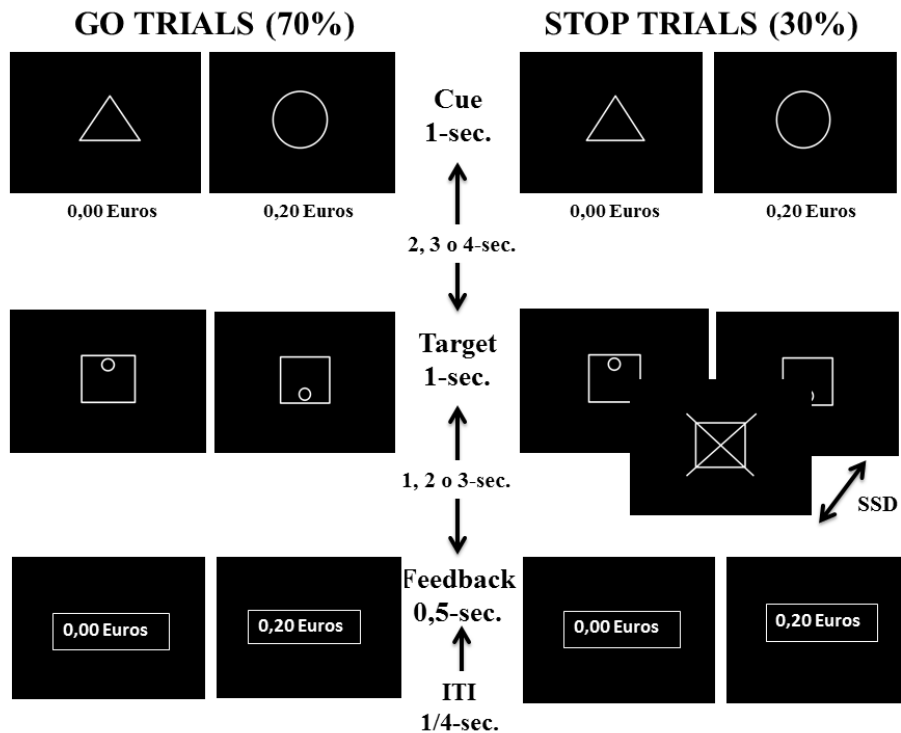 GO TRIALS (70%)
STOP TRIALS (30%)
Cue
1-sec.
0,00 Euros
0,20 Euros
0,00 Euros
0,20 Euros
2, 3 o 4-sec.
Target
1-sec.
1, 2 o 3-sec.
SSD
Feedback
0,5-sec.
0,00 Euros
0,20 Euros
0,00 Euros
0,20 Euros
ITI
1/4-sec.